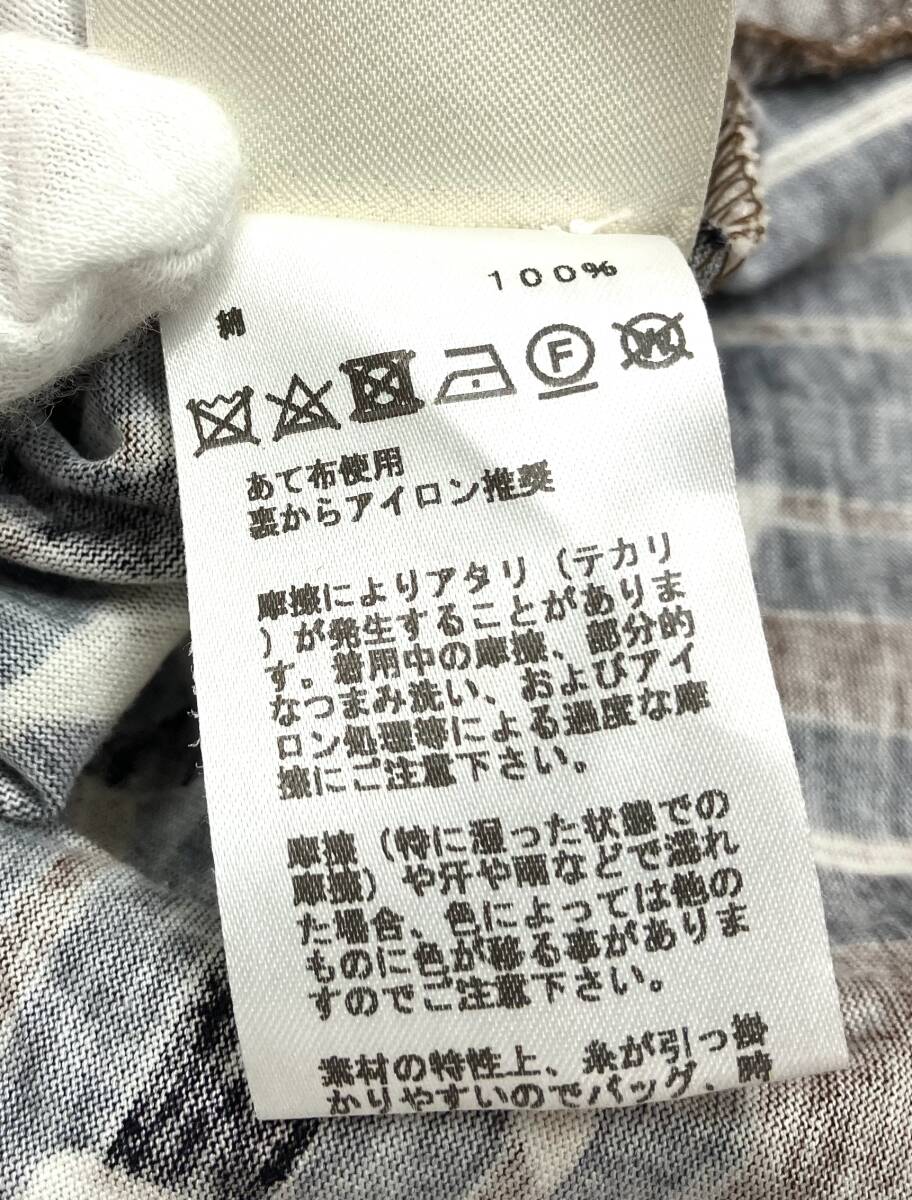 綿 100%
F W
あて布使用
裏からアイロン推奨
摩擦によりアタリ（テカリ
）が発生することがありま
す。着用中の摩擦、部分的
なつまみ洗い、およびアイ
ロン処理等による過度な摩
擦にご注意下さい。
摩擦（特に湿った状態での
摩擦）や汗や雨などで濡れ
た場合、色によっては他の
ものに色が移る事がありま
すのでご注意下さい。
素材の特性上、糸が引っ掛
かりやすいのでバッグ、時